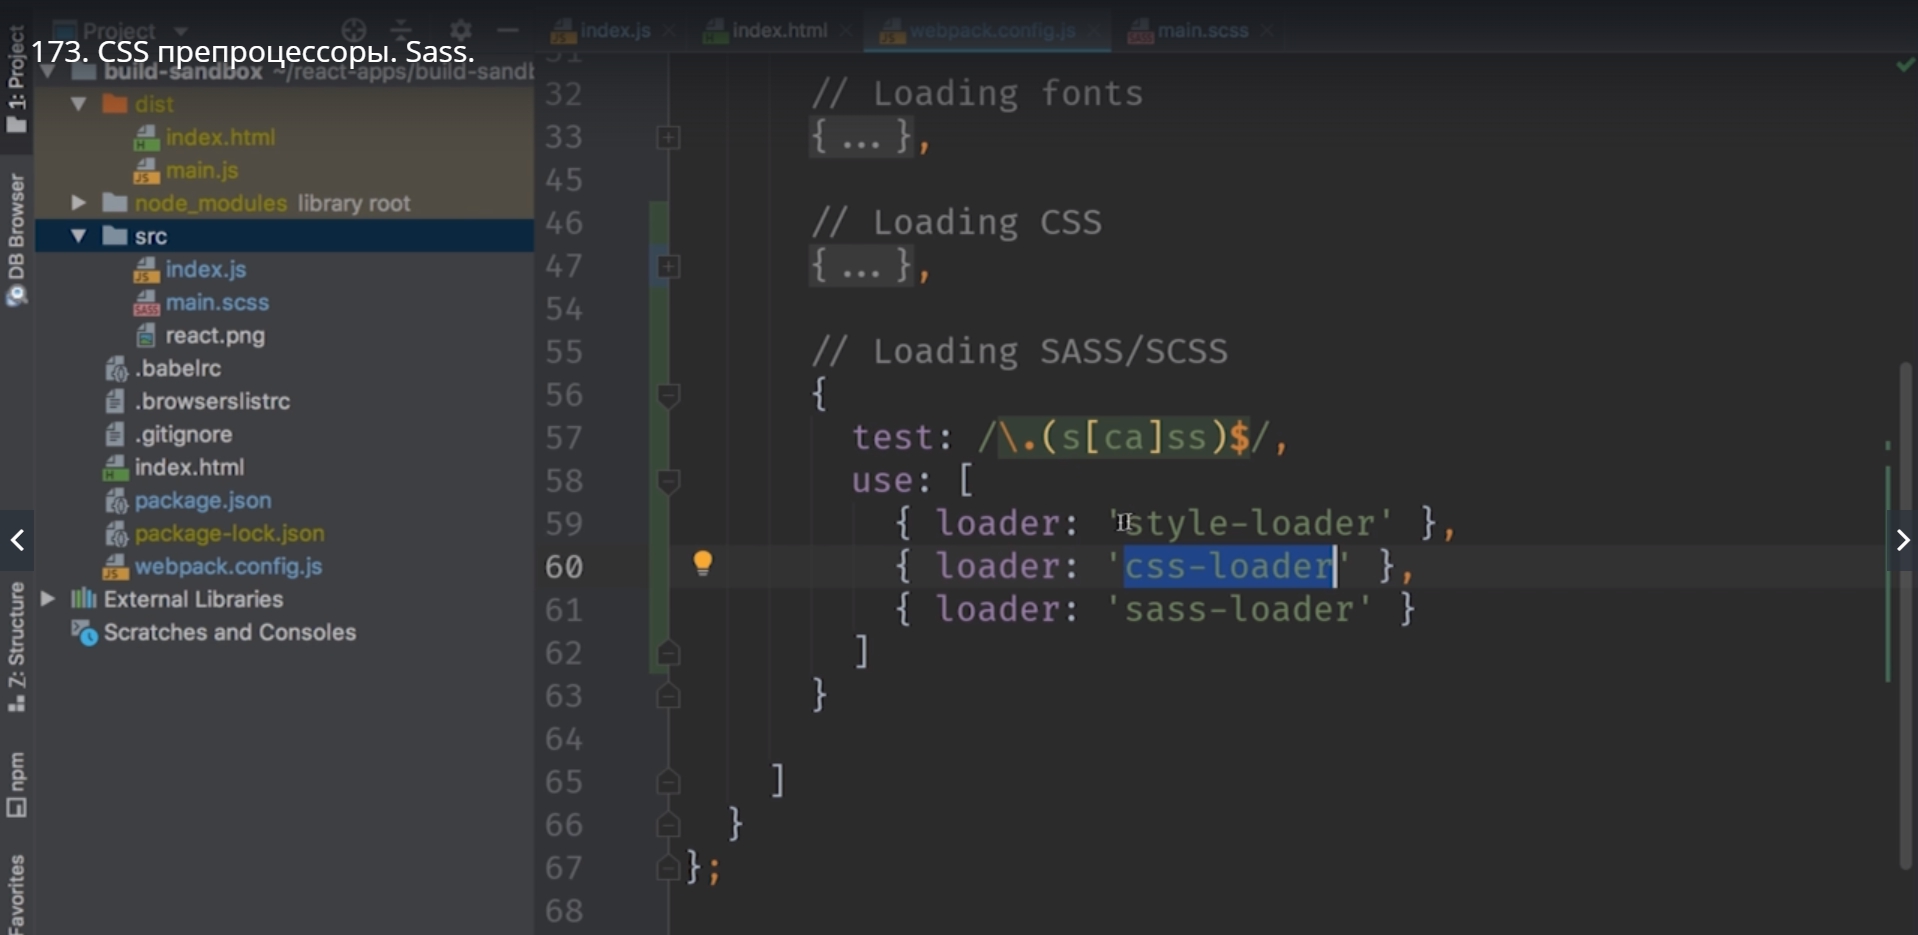 173. CSS препроцессоры. Sass.
1: Project
DB Browser
Z: Structure
npm
Favorites
Project
build-sandbox ~/react-apps/build-sandb
dist
index.html
main.js
node_modules library root
src
index.js
main.scss
react.png
.babelrc
.browserslistrc
.gitignore
index.html
package.json
package-lock.json
webpack.config.js
External Libraries
Scratches and Consoles
index.js
index.html
webpack.config.js
main.scss
31
32 // Loading fonts
33 {...},
45
46 // Loading CSS
47 {...},
54
55 // Loading SASS/SCSS
56 {
57 test: /\.(s[ca]ss)$/,
58 use: [
59 { loader: 'style-loader' },
60 { loader: 'css-loader' },
61 { loader: 'sass-loader' }
62 ]
63 }
64
65 ]
66 }
67 };
68